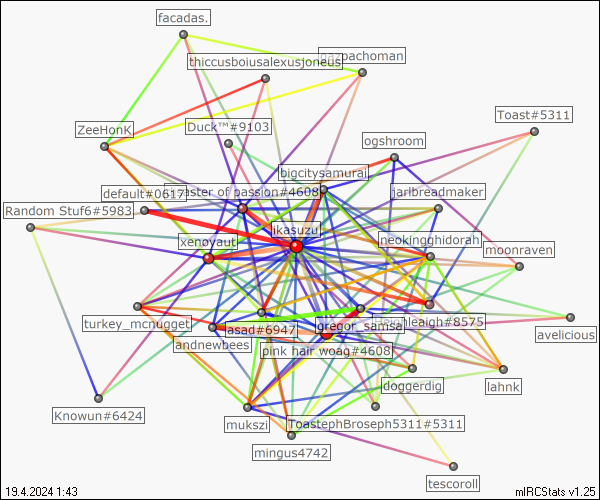 facadas.
gazpachoman
thiccusboiusalexusjoneus
Toast#5311
ZeeHonK
Duck™#9103
ogshroom
bigcitysamurai
default#0617
master of passion#4608
jarlbreadmaker
Random Stuf6#5983
ikasuzu
xenoyaut
neokingghidorah
moonraven
turkey_mcnugget
asad#6947
gregor_samsa
leigh#8575
avelicious
andnewbees
pink hair woag#4608
doggerdig
lahnk
Knowun#6424
mukszi
ToastephBroseph5311#5311
mingus4742
tescoroll
19.4.2024 1:43
mIRCStats v1.25